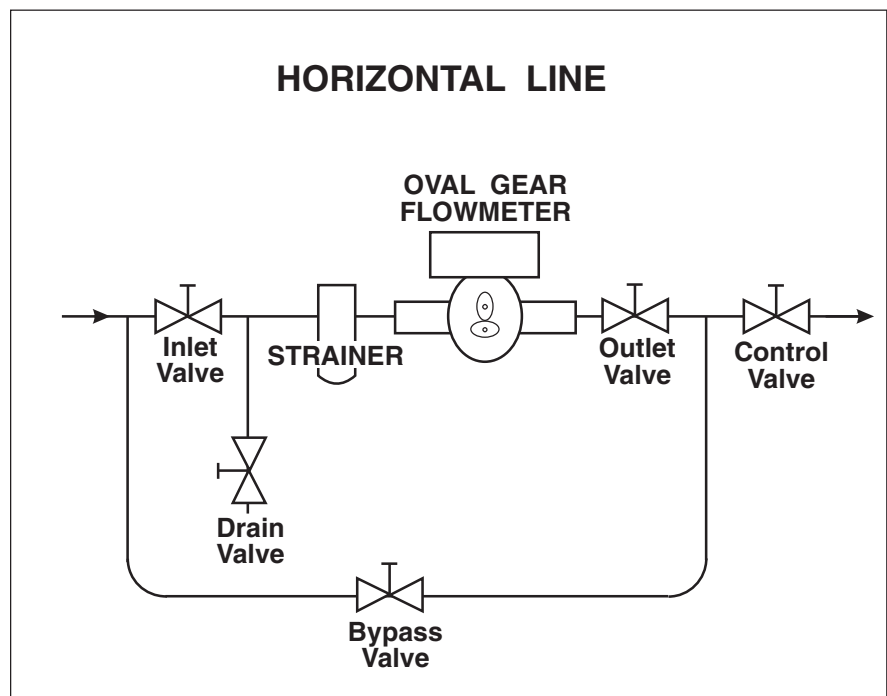 HORIZONTAL LINE
OVAL GEAR
FLOWMETER
Inlet
Valve
STRAINER
Outlet
Valve
Control
Valve
Drain
Valve
Bypass
Valve